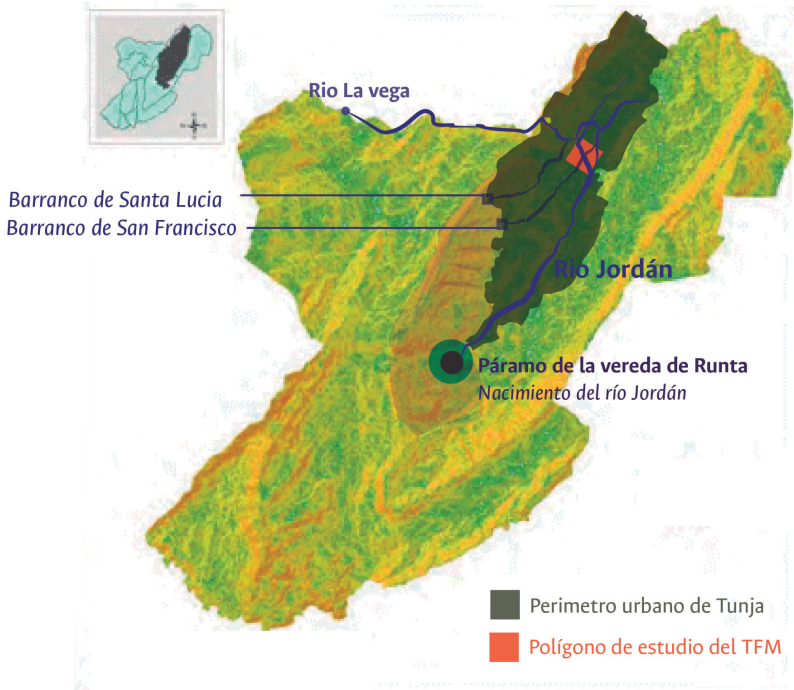 Rio La vega
Barranco de Santa Lucia
Barranco de San Francisco
Rio Jordán
Páramo de la vereda de Runta
Nacimiento del río Jordán
Perimetro urbano de Tunja
Polígono de estudio del TFM